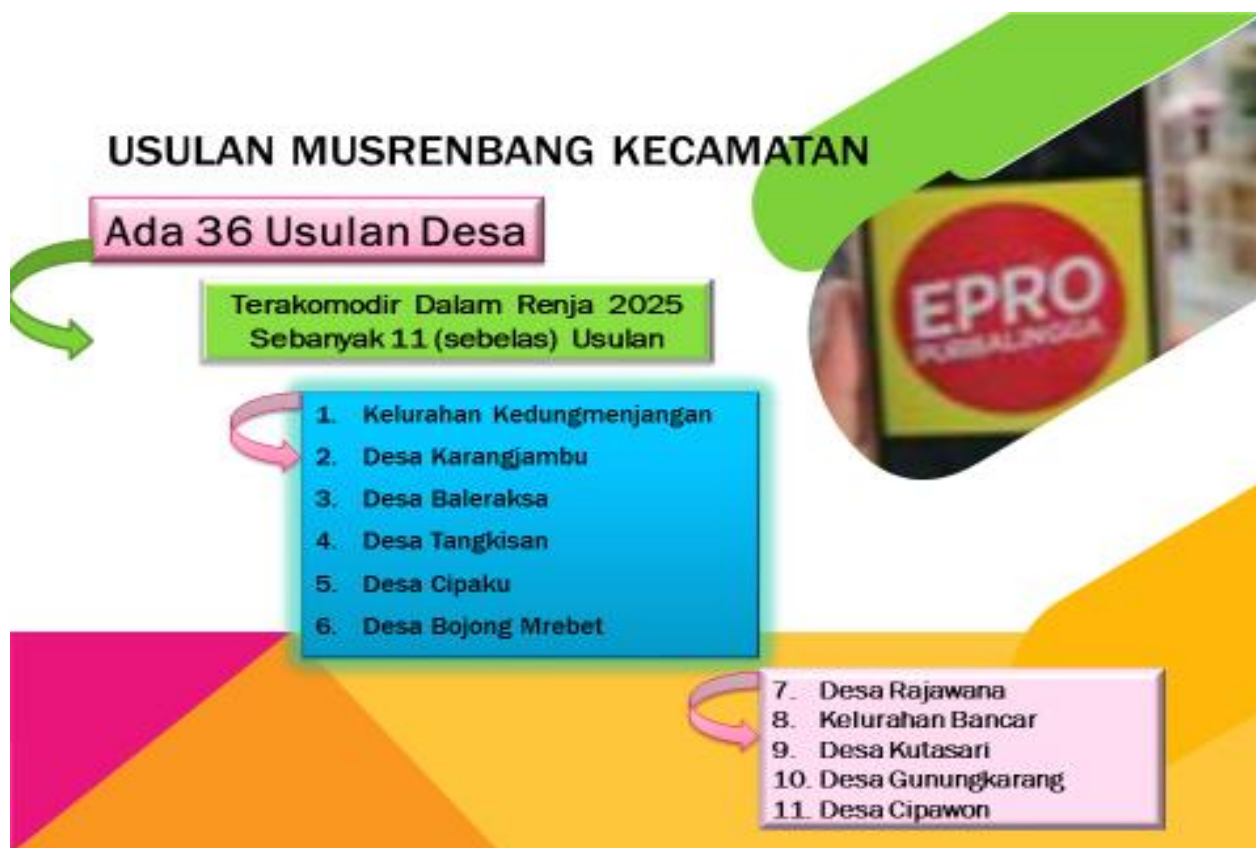 USULAN MUSRENBANG KECAMATAN
Ada 36 Usulan Desa
Terakomodir Dalam Renja 2025
Sebanyak 11 (sebelas) Usulan
1. Kelurahan Kedungmenjangan
2. Desa Karangjambu
3. Desa Baleraksa
4. Desa Tangkisan
5. Desa Cipaku
6. Desa Bojong Mrebet
7. Desa Rajawana
8. Kelurahan Bancar
9. Desa Kutasari
10. Desa Gunungkarang
11. Desa Cipawon
EPRO
PURBALINGGA